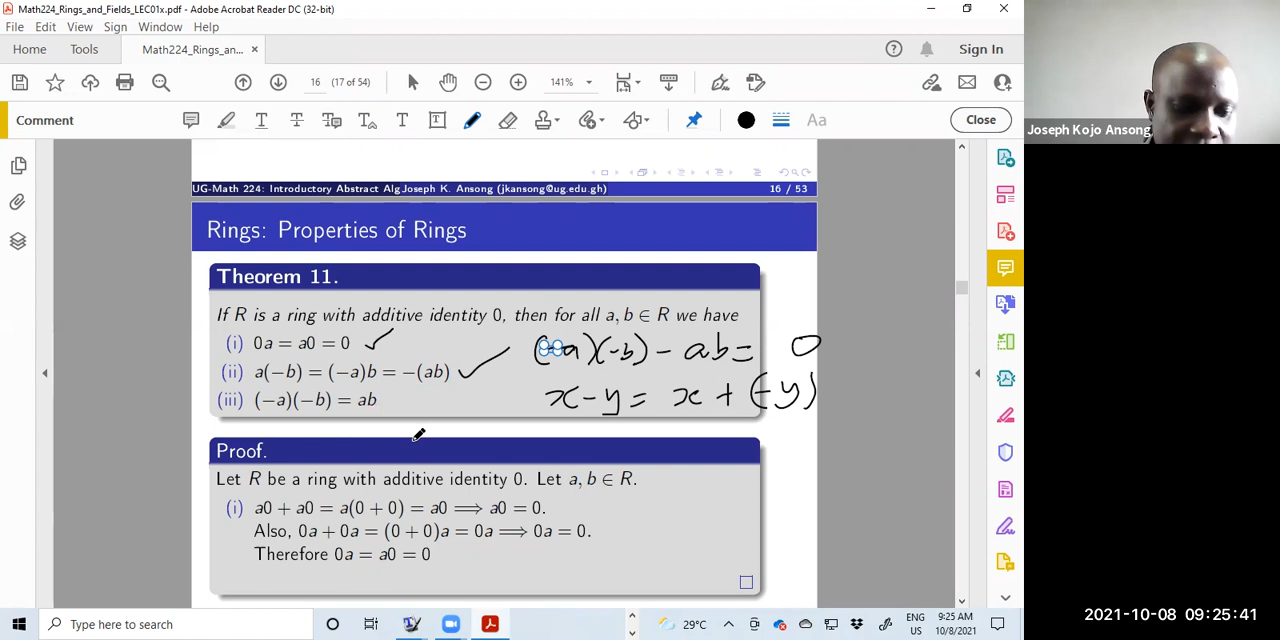 Math224_Rings_and_Fields_LEC01x.pdf - Adobe Acrobat Reader DC (32-bit)
File Edit View Sign Window Help
Home Tools Math224_Rings_an... × Sign In
16 (17 of 54) 141%
Comment Aa Close
Joseph Kojo Ansong
UG-Math 224: Introductory Abstract Alg Joseph K. Ansong (jkansong@ug.edu.gh) 16 / 53
Rings: Properties of Rings
Theorem 11.
If R is a ring with additive identity 0, then for all a, b ∈ R we have
(i) 0a = a0 = 0 ✓
(-a)(-b) - ab = 0
(ii) a(−b) = (−a)b = −(ab) ✓
(iii) (−a)(−b) = ab
x - y = x + (-y)
Proof.
Let R be a ring with additive identity 0. Let a, b ∈ R.
(i) a0 + a0 = a(0 + 0) = a0 ⟹ a0 = 0.
Also, 0a + 0a = (0 + 0)a = 0a ⟹ 0a = 0.
Therefore 0a = a0 = 0
Type here to search
29°C
ENG
US
9:25 AM
10/8/2021
2021-10-08 09:25:41